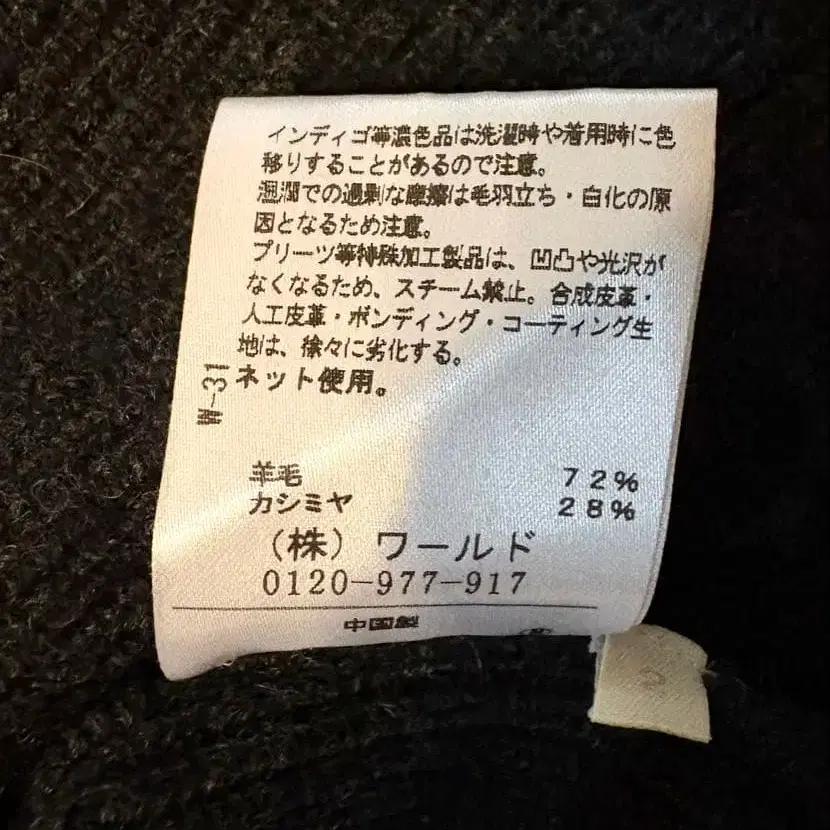 インディゴ等濃色品は洗濯時や着用時に色
移りすることがあるので注意。
湿潤での過剰な摩擦は毛羽立ち・白化の原
因となるため注意。
プリーツ等特殊加工製品は、凹凸や光沢が
なくなるため、スチーム禁止。合成皮革・
人工皮革・ボンディング・コーティング生
地は、徐々に劣化する。
ネット使用。
W-31
羊毛 72%
カシミヤ 28%
(株) ワールド
0120-977-917
中国製